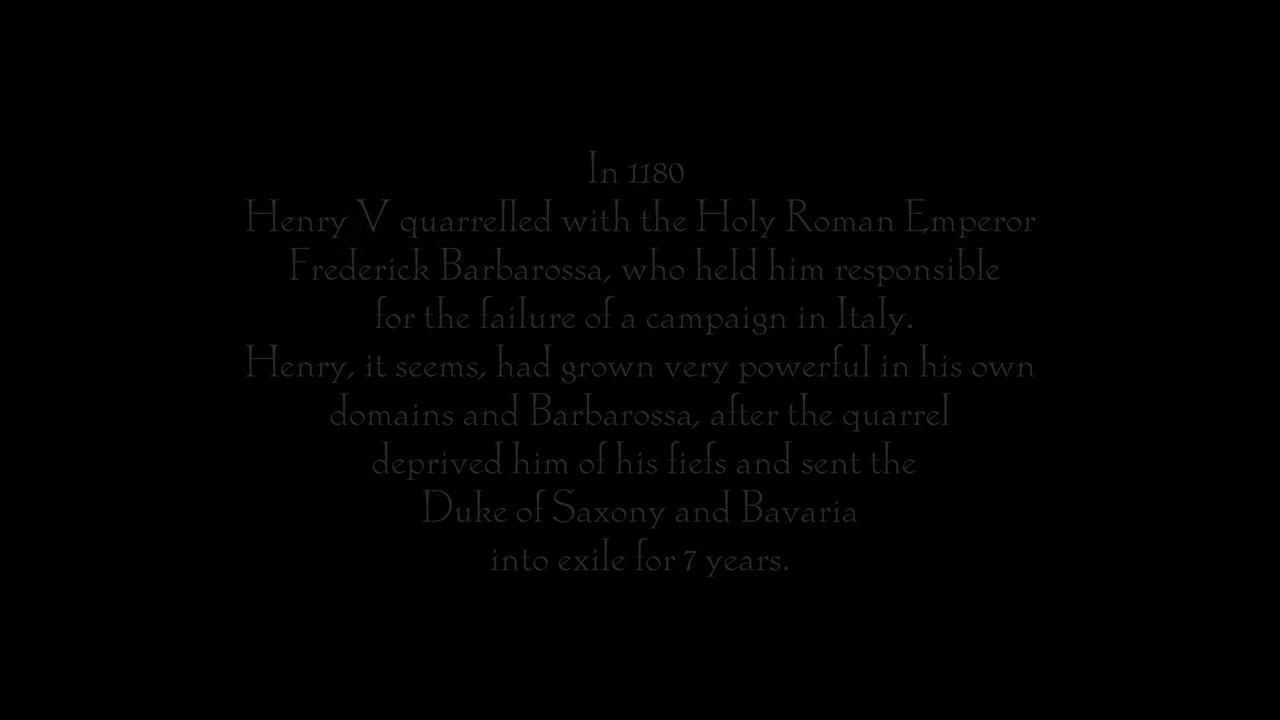 In 1180
Henry V quarrelled with the Holy Roman Emperor
Frederick Barbarossa, who held him responsible
for the failure of a campaign in Italy.
Henry, it seems, had grown very powerful in his own
domains and Barbarossa, after the quarrel
deprived him of his fiefs and sent the
Duke of Saxony and Bavaria
into exile for 7 years.